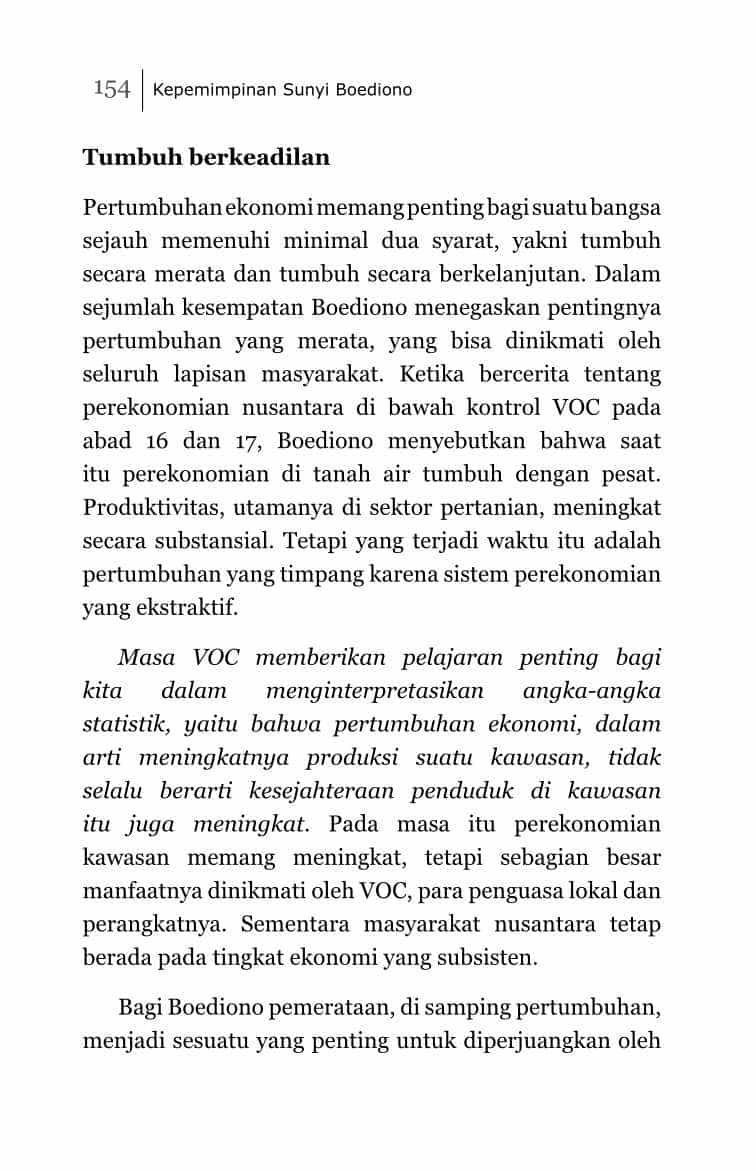 154 Kepemimpinan Sunyi Boediono
Tumbuh berkeadilan
Pertumbuhan ekonomi memang penting bagi suatu bangsa
sejauh memenuhi minimal dua syarat, yakni tumbuh
secara merata dan tumbuh secara berkelanjutan. Dalam
sejumlah kesempatan Boediono menegaskan pentingnya
pertumbuhan yang merata, yang bisa dinikmati oleh
seluruh lapisan masyarakat. Ketika bercerita tentang
perekonomian nusantara di bawah kontrol VOC pada
abad 16 dan 17, Boediono menyebutkan bahwa saat
itu perekonomian di tanah air tumbuh dengan pesat.
Produktivitas, utamanya di sektor pertanian, meningkat
secara substansial. Tetapi yang terjadi waktu itu adalah
pertumbuhan yang timpang karena sistem perekonomian
yang ekstraktif.
Masa VOC memberikan pelajaran penting bagi
kita dalam menginterpretasikan angka-angka
statistik, yaitu bahwa pertumbuhan ekonomi, dalam
arti meningkatnya produksi suatu kawasan, tidak
selalu berarti kesejahteraan penduduk di kawasan
itu juga meningkat. Pada masa itu perekonomian
kawasan memang meningkat, tetapi sebagian besar
manfaatnya dinikmati oleh VOC, para penguasa lokal dan
perangkatnya. Sementara masyarakat nusantara tetap
berada pada tingkat ekonomi yang subsisten.
Bagi Boediono pemerataan, di samping pertumbuhan,
menjadi sesuatu yang penting untuk diperjuangkan oleh